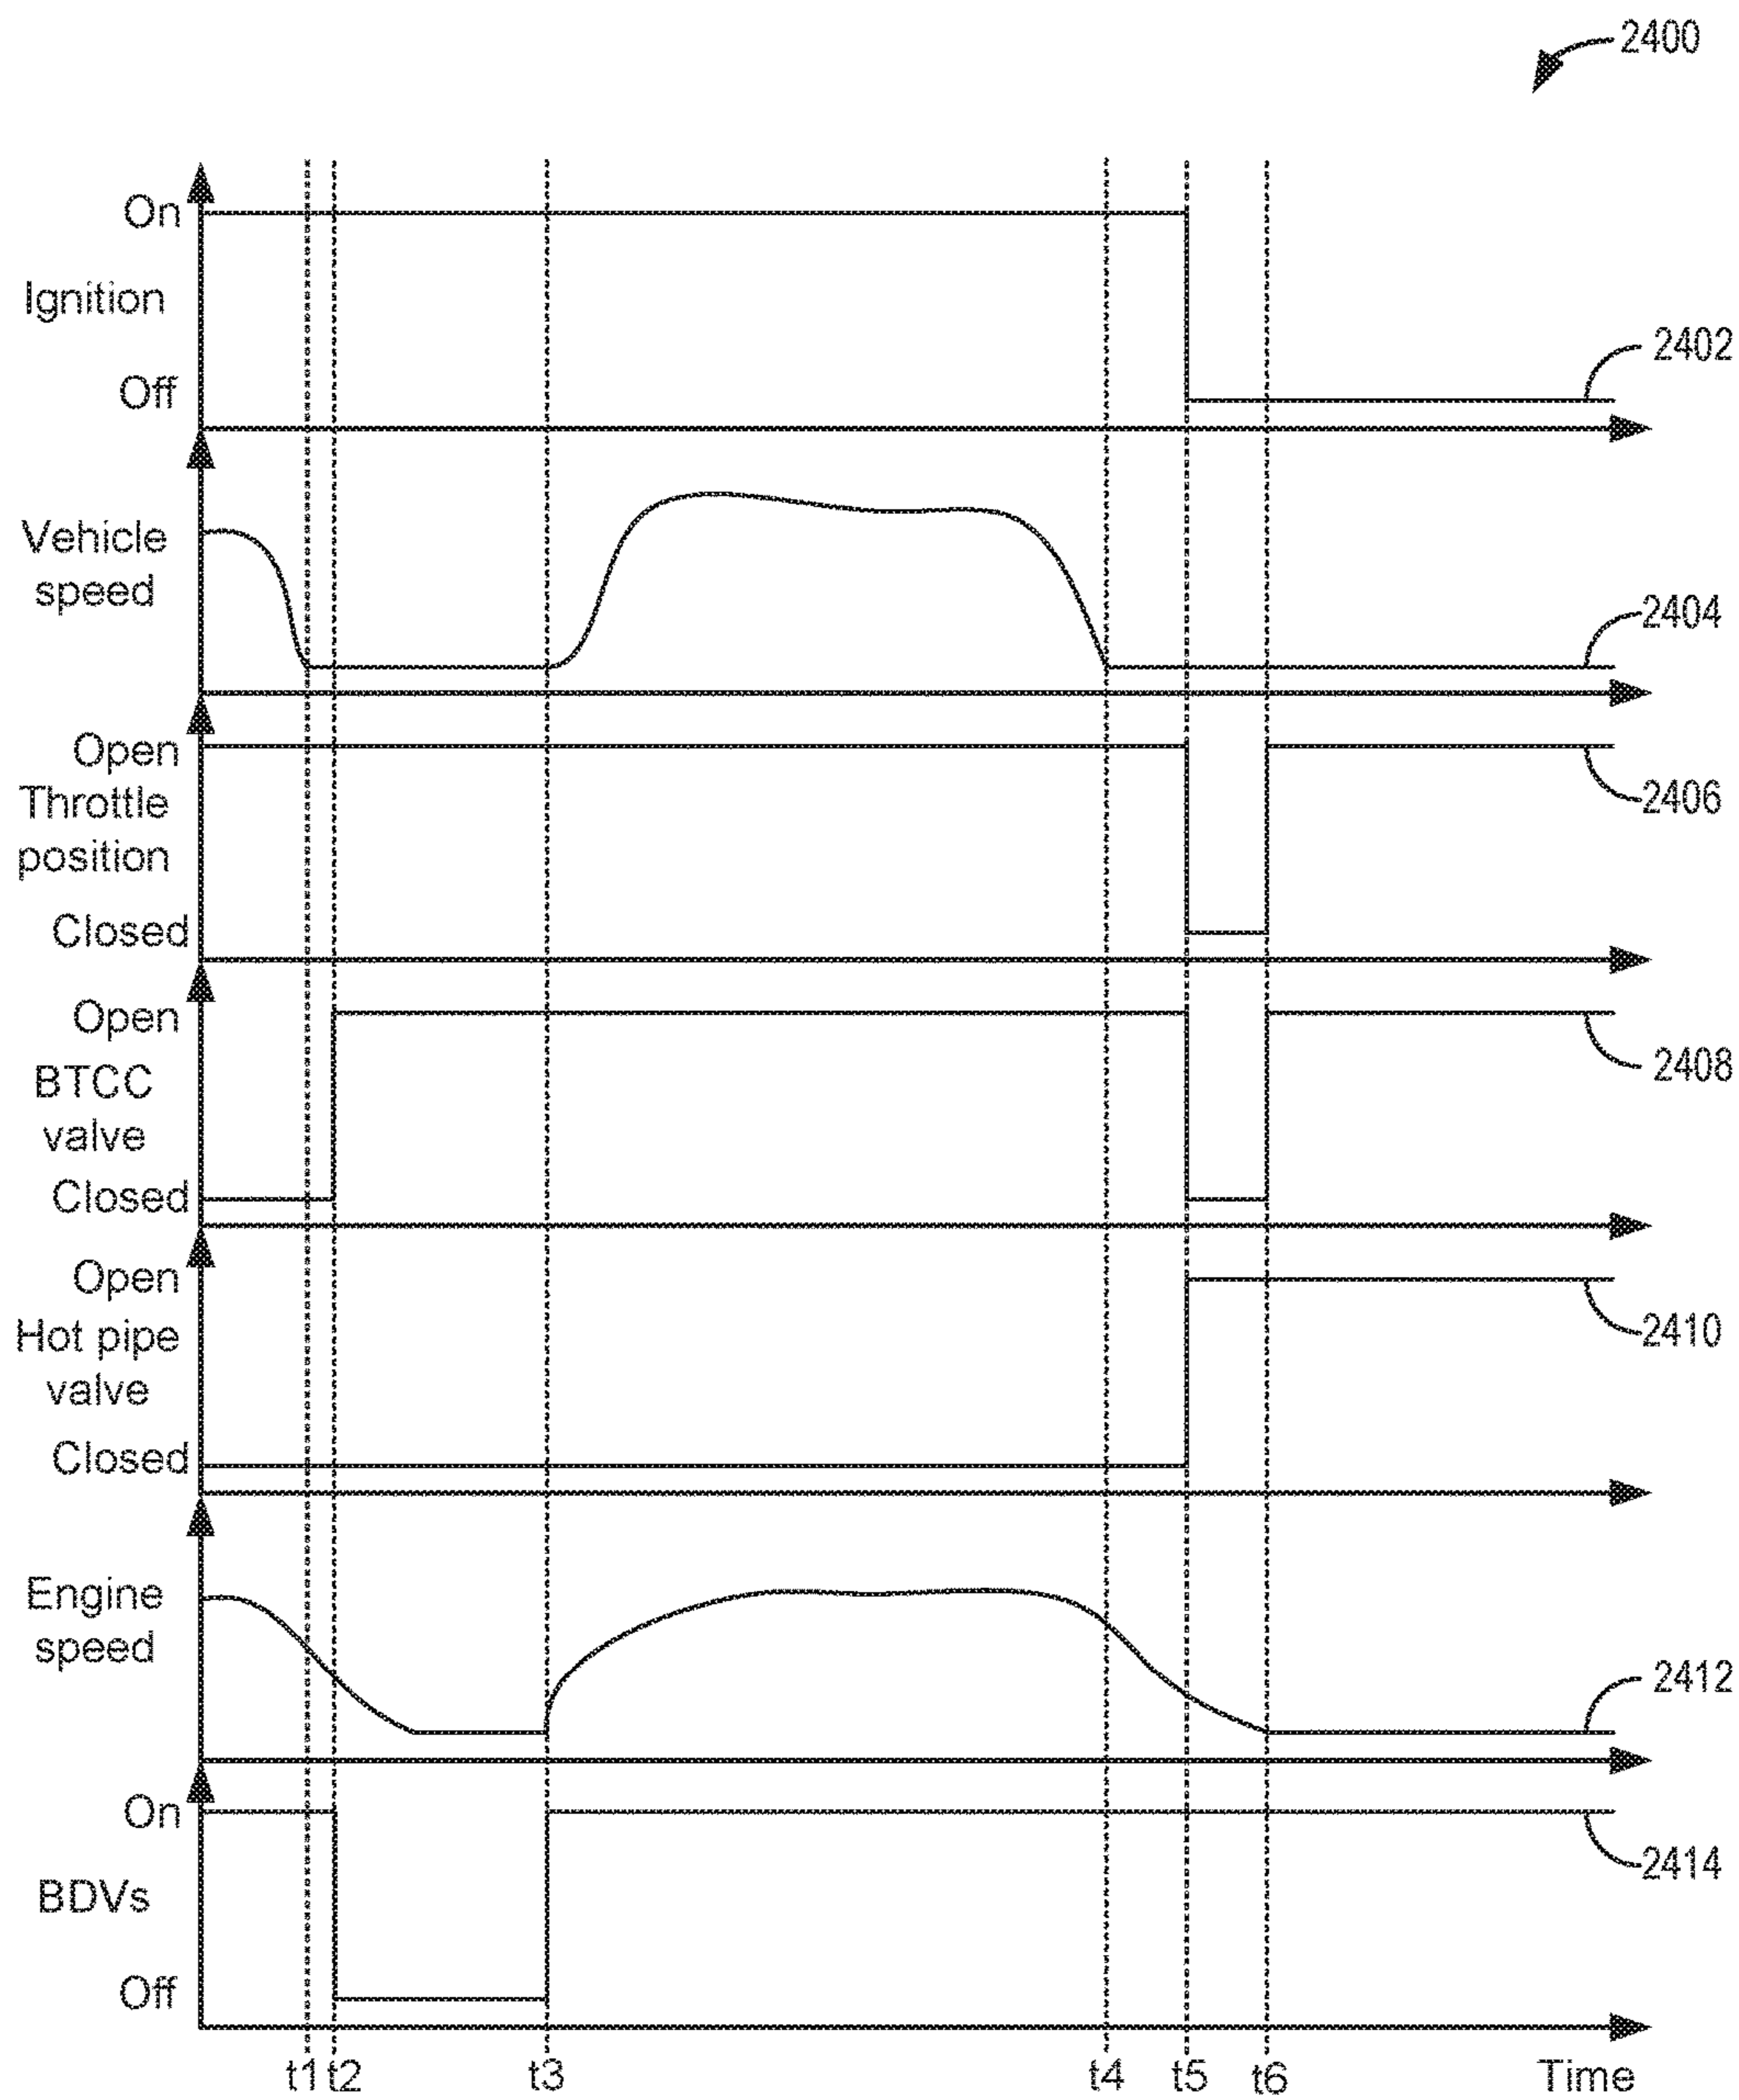 2400
On
Ignition
Off
2402
Vehicle
speed
2404
Open
Throttle
position
Closed
2406
Open
BTCC
valve
Closed
2408
Open
Hot pipe
valve
Closed
2410
Engine
speed
2412
On
BDVs
Off
2414
t1 t2 t3 t4 t5 t6 Time